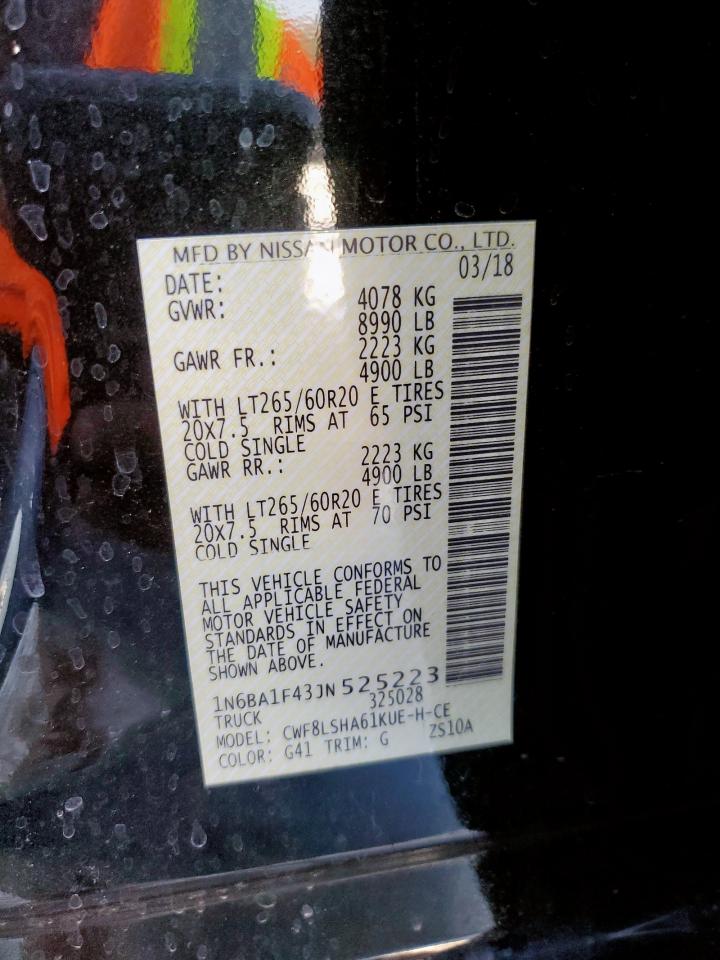 MFD BY NISSAN MOTOR CO., LTD.
DATE: 03/18
GVWR: 4078 KG
8990 LB
GAWR FR.: 2223 KG
4900 LB
WITH LT265/60R20 E TIRES
20X7.5 RIMS AT 65 PSI
COLD SINGLE
GAWR RR.: 2223 KG
4900 LB
WITH LT265/60R20 E TIRES
20X7.5 RIMS AT 70 PSI
COLD SINGLE
THIS VEHICLE CONFORMS TO
ALL APPLICABLE FEDERAL
MOTOR VEHICLE SAFETY
STANDARDS IN EFFECT ON
THE DATE OF MANUFACTURE
SHOWN ABOVE.
1N6BA1F43JN525223
TRUCK 325028
MODEL: CWF8LSHA61KUE-H-CE
COLOR: G41 TRIM: G ZS10A